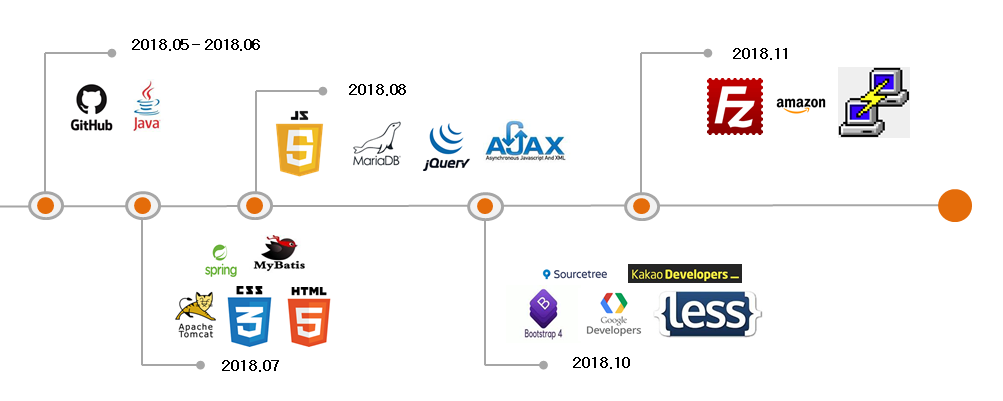 2018.05 - 2018.06
GitHub
Java
2018.08
JS
MariaDB
jQuery
AJAX
Asynchronous Javascript And XML
2018.11
Fz
amazon
spring
MyBatis
Apache
Tomcat
CSS
3
HTML
5
2018.07
Sourcetree
Kakao Developers
B
Bootstrap 4
Google
Developers
{less}
2018.10